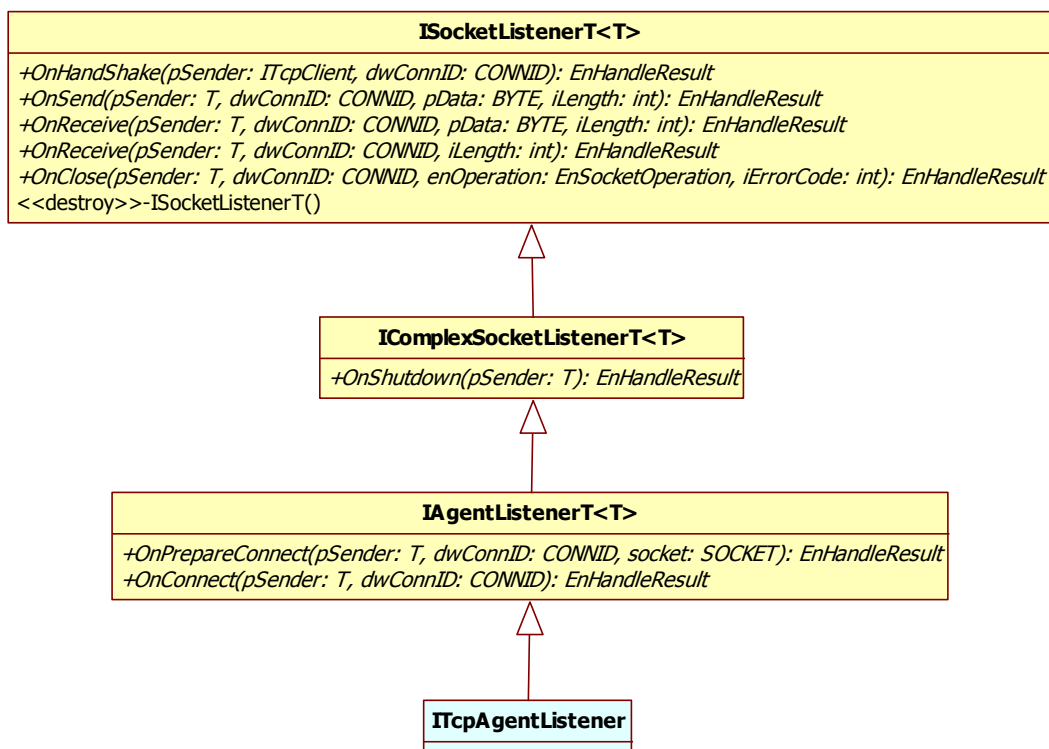 ISocketListenerT<T>
+OnHandShake(pSender: ITcpClient, dwConnID: CONNID): EnHandleResult
+OnSend(pSender: T, dwConnID: CONNID, pData: BYTE, iLength: int): EnHandleResult
+OnReceive(pSender: T, dwConnID: CONNID, pData: BYTE, iLength: int): EnHandleResult
+OnReceive(pSender: T, dwConnID: CONNID, iLength: int): EnHandleResult
+OnClose(pSender: T, dwConnID: CONNID, enOperation: EnSocketOperation, iErrorCode: int): EnHandleResult
<<destroy>>-ISocketListenerT()
IComplexSocketListenerT<T>
+OnShutdown(pSender: T): EnHandleResult
IAgentListenerT<T>
+OnPrepareConnect(pSender: T, dwConnID: CONNID, socket: SOCKET): EnHandleResult
+OnConnect(pSender: T, dwConnID: CONNID): EnHandleResult
ITcpAgentListener